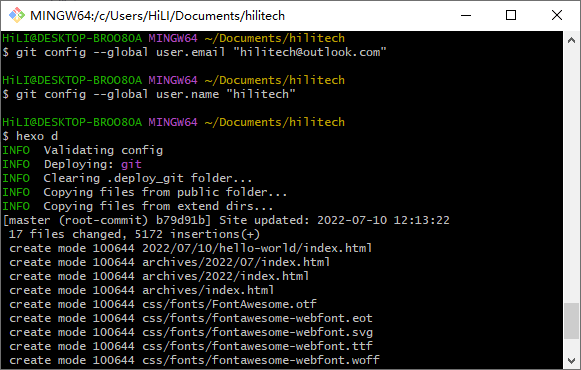 MINGW64:/c/Users/HiLI/Documents/hilitech
HiLI@DESKTOP-BROO8OA MINGW64 ~/Documents/hilitech
$ git config --global user.email "hilitech@outlook.com"
HiLI@DESKTOP-BROO8OA MINGW64 ~/Documents/hilitech
$ git config --global user.name "hilitech"
HiLI@DESKTOP-BROO8OA MINGW64 ~/Documents/hilitech
$ hexo d
INFO  Validating config
INFO  Deploying: git
INFO  Clearing .deploy_git folder...
INFO  Copying files from public folder...
INFO  Copying files from extend dirs...
[master (root-commit) b79d91b] Site updated: 2022-07-10 12:13:22
 17 files changed, 5172 insertions(+)
 create mode 100644 2022/07/10/hello-world/index.html
 create mode 100644 archives/2022/07/index.html
 create mode 100644 archives/2022/index.html
 create mode 100644 archives/index.html
 create mode 100644 css/fonts/FontAwesome.otf
 create mode 100644 css/fonts/fontawesome-webfont.eot
 create mode 100644 css/fonts/fontawesome-webfont.svg
 create mode 100644 css/fonts/fontawesome-webfont.ttf
 create mode 100644 css/fonts/fontawesome-webfont.woff